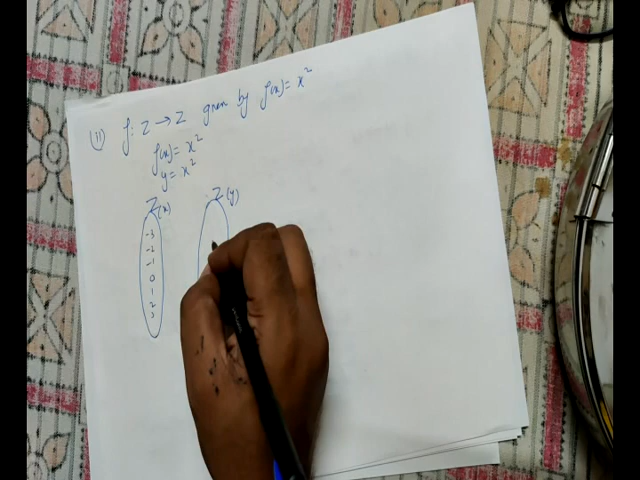 (ii) f: Z → Z given by f(x) = x²
f(x) = x²
y = x²
Z(x) Z(y)
-3
-2
-1
0
1
2
3